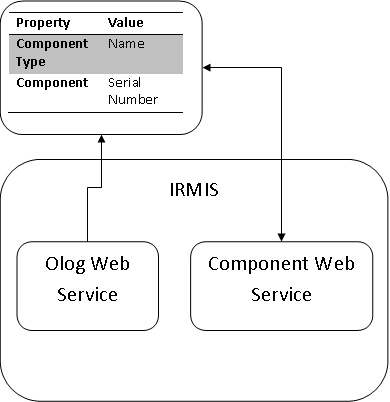 Property Value
Component Name
Type
Component Serial
Number
IRMIS
Olog Web
Service
Component Web
Service